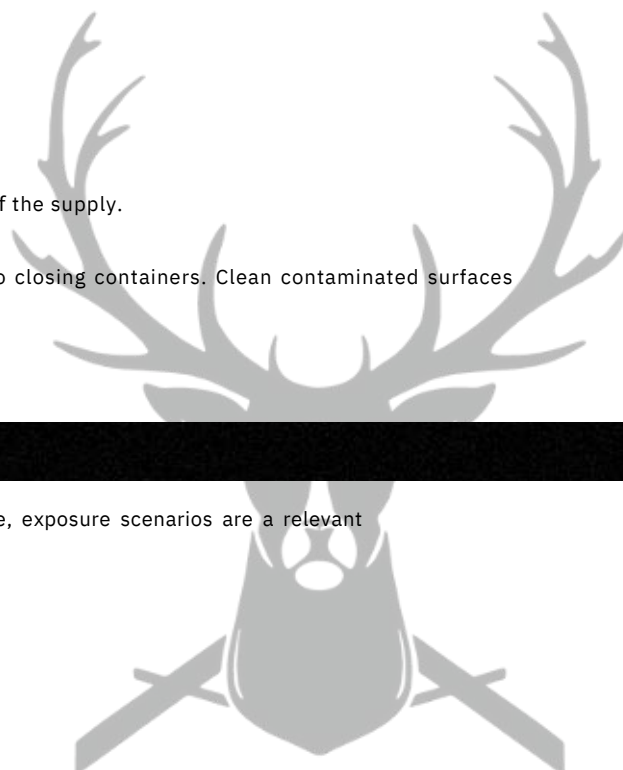 f the supply.
o closing containers. Clean contaminated surfaces
e, exposure scenarios are a relevant